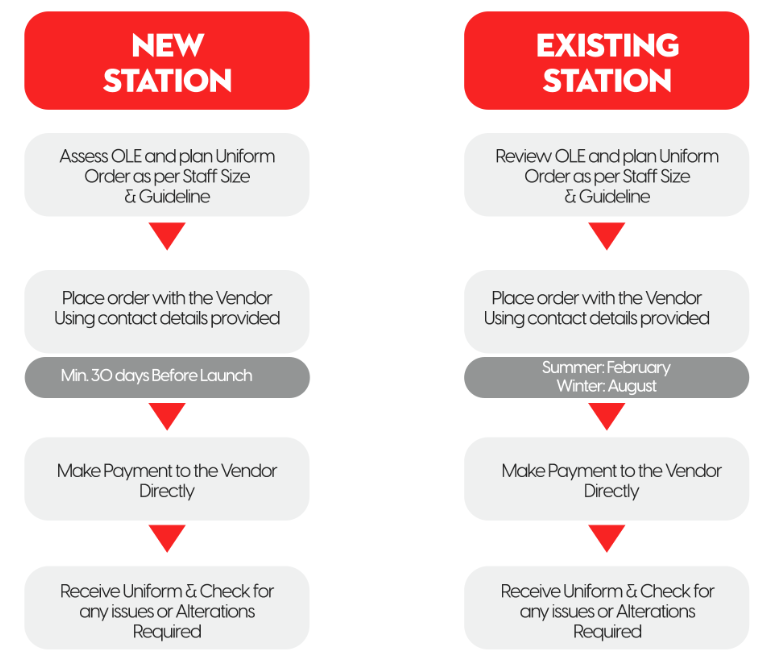 NEW
STATION
Assess OLE and plan Uniform
Order as per Staff Size
& Guideline
Place order with the Vendor
Using contact details provided
Min. 30 days Before Launch
Make Payment to the Vendor
Directly
Receive Uniform & Check for
any issues or Alterations
Required
EXISTING
STATION
Review OLE and plan Uniform
Order as per Staff Size
& Guideline
Place order with the Vendor
Using contact details provided
Summer: February
Winter: August
Make Payment to the Vendor
Directly
Receive Uniform & Check for
any issues or Alterations
Required